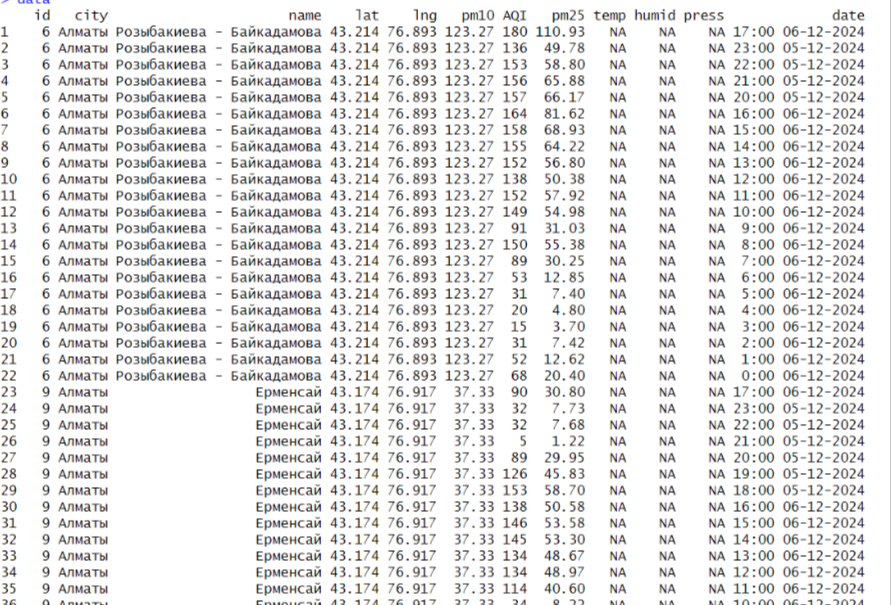 > data
id city name lat lng pm10 AQI pm25 temp humid press date
1 6 Алматы Розыбакиева - Байкадамова 43.214 76.893 123.27 180 110.93 NA NA NA 17:00 06-12-2024
2 6 Алматы Розыбакиева - Байкадамова 43.214 76.893 123.27 136 49.78 NA NA NA 23:00 05-12-2024
3 6 Алматы Розыбакиева - Байкадамова 43.214 76.893 123.27 153 58.80 NA NA NA 22:00 05-12-2024
4 6 Алматы Розыбакиева - Байкадамова 43.214 76.893 123.27 156 65.88 NA NA NA 21:00 05-12-2024
5 6 Алматы Розыбакиева - Байкадамова 43.214 76.893 123.27 157 66.17 NA NA NA 20:00 05-12-2024
6 6 Алматы Розыбакиева - Байкадамова 43.214 76.893 123.27 164 81.62 NA NA NA 16:00 06-12-2024
7 6 Алматы Розыбакиева - Байкадамова 43.214 76.893 123.27 158 68.93 NA NA NA 15:00 06-12-2024
8 6 Алматы Розыбакиева - Байкадамова 43.214 76.893 123.27 155 64.22 NA NA NA 14:00 06-12-2024
9 6 Алматы Розыбакиева - Байкадамова 43.214 76.893 123.27 152 56.80 NA NA NA 13:00 06-12-2024
10 6 Алматы Розыбакиева - Байкадамова 43.214 76.893 123.27 138 50.38 NA NA NA 12:00 06-12-2024
11 6 Алматы Розыбакиева - Байкадамова 43.214 76.893 123.27 152 57.92 NA NA NA 11:00 06-12-2024
12 6 Алматы Розыбакиева - Байкадамова 43.214 76.893 123.27 149 54.98 NA NA NA 10:00 06-12-2024
13 6 Алматы Розыбакиева - Байкадамова 43.214 76.893 123.27 91 31.03 NA NA NA 9:00 06-12-2024
14 6 Алматы Розыбакиева - Байкадамова 43.214 76.893 123.27 150 55.38 NA NA NA 8:00 06-12-2024
15 6 Алматы Розыбакиева - Байкадамова 43.214 76.893 123.27 89 30.25 NA NA NA 7:00 06-12-2024
16 6 Алматы Розыбакиева - Байкадамова 43.214 76.893 123.27 53 12.85 NA NA NA 6:00 06-12-2024
17 6 Алматы Розыбакиева - Байкадамова 43.214 76.893 123.27 31 7.40 NA NA NA 5:00 06-12-2024
18 6 Алматы Розыбакиева - Байкадамова 43.214 76.893 123.27 20 4.80 NA NA NA 4:00 06-12-2024
19 6 Алматы Розыбакиева - Байкадамова 43.214 76.893 123.27 15 3.70 NA NA NA 3:00 06-12-2024
20 6 Алматы Розыбакиева - Байкадамова 43.214 76.893 123.27 31 7.42 NA NA NA 2:00 06-12-2024
21 6 Алматы Розыбакиева - Байкадамова 43.214 76.893 123.27 52 12.62 NA NA NA 1:00 06-12-2024
22 6 Алматы Розыбакиева - Байкадамова 43.214 76.893 123.27 68 20.40 NA NA NA 0:00 06-12-2024
23 9 Алматы Ерменсай 43.174 76.917 37.33 90 30.80 NA NA NA 17:00 06-12-2024
24 9 Алматы Ерменсай 43.174 76.917 37.33 32 7.73 NA NA NA 23:00 05-12-2024
25 9 Алматы Ерменсай 43.174 76.917 37.33 32 7.68 NA NA NA 22:00 05-12-2024
26 9 Алматы Ерменсай 43.174 76.917 37.33 5 1.22 NA NA NA 21:00 05-12-2024
27 9 Алматы Ерменсай 43.174 76.917 37.33 89 29.95 NA NA NA 20:00 05-12-2024
28 9 Алматы Ерменсай 43.174 76.917 37.33 126 45.83 NA NA NA 19:00 05-12-2024
29 9 Алматы Ерменсай 43.174 76.917 37.33 153 58.70 NA NA NA 18:00 05-12-2024
30 9 Алматы Ерменсай 43.174 76.917 37.33 138 50.58 NA NA NA 16:00 06-12-2024
31 9 Алматы Ерменсай 43.174 76.917 37.33 146 53.58 NA NA NA 15:00 06-12-2024
32 9 Алматы Ерменсай 43.174 76.917 37.33 145 53.30 NA NA NA 14:00 06-12-2024
33 9 Алматы Ерменсай 43.174 76.917 37.33 134 48.67 NA NA NA 13:00 06-12-2024
34 9 Алматы Ерменсай 43.174 76.917 37.33 134 48.97 NA NA NA 12:00 06-12-2024
35 9 Алматы Ерменсай 43.174 76.917 37.33 114 40.60 NA NA NA 11:00 06-12-2024
36 9 Алматы Ерменсай 43.174 76.917 37.33 34 8.22 NA NA NA 10:00 06-12-2024